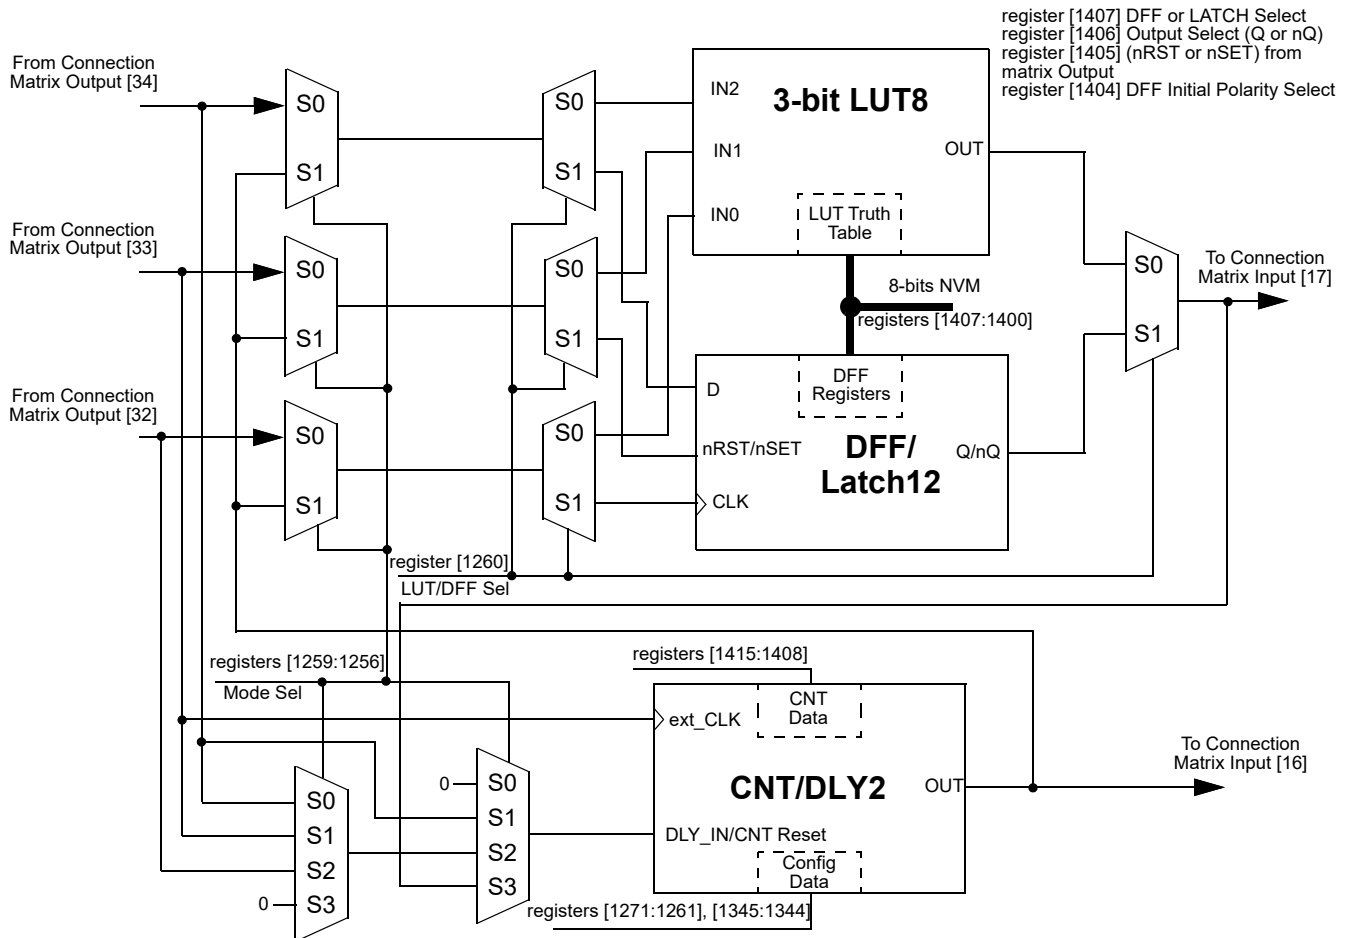 register [1407] DFF or LATCH Select
register [1406] Output Select (Q or nQ)
register [1405] (nRST or nSET) from
matrix Output
register [1404] DFF Initial Polarity Select
From Connection
Matrix Output [34]
S0
S1
S0
S1
IN2
IN1
IN0
3-bit LUT8
OUT
LUT Truth
Table
From Connection
Matrix Output [33]
S0
S1
S0
S1
8-bits NVM
registers [1407:1400]
S0
S1
To Connection
Matrix Input [17]
From Connection
Matrix Output [32]
S0
S1
S0
S1
D
nRST/nSET
CLK
DFF
Registers
DFF/
Latch12
Q/nQ
register [1260]
LUT/DFF Sel
registers [1259:1256]
Mode Sel
registers [1415:1408]
CNT
Data
ext_CLK
CNT/DLY2
OUT
DLY_IN/CNT Reset
Config
Data
To Connection
Matrix Input [16]
S0
S1
S2
S3
0
0
S0
S1
S2
S3
registers [1271:1261], [1345:1344]